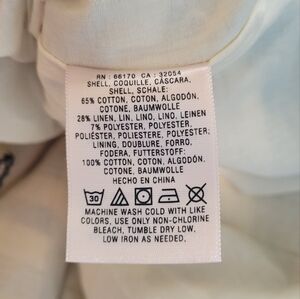 RN : 66170 CA : 32054
SHELL, COQUILLE, CÁSCARA,
SHELL, SCHALE:
65% COTTON, COTON, ALGODÓN,
COTONE, BAUMWOLLE
28% LINEN, LIN, LINO, LINO, LEINEN
7% POLYESTER, POLYESTER,
POLIÉSTER, POLIESTERE, POLYESTER;
LINING, DOUBLURE, FORRO,
FODERA, FUTTERSTOFF:
100% COTTON, COTON, ALGODÓN,
COTONE, BAUMWOLLE
HECHO EN CHINA
30
MACHINE WASH COLD WITH LIKE
COLORS, USE ONLY NON-CHLORINE
BLEACH, TUMBLE DRY LOW,
LOW IRON AS NEEDED.